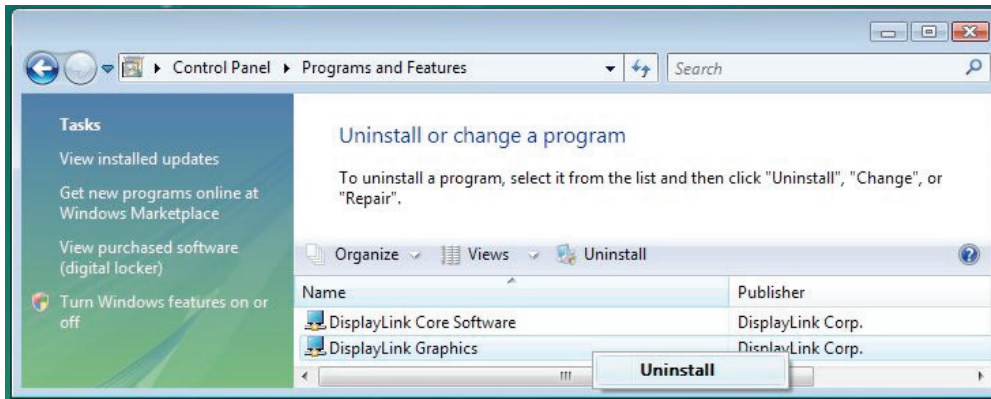 Control Panel Programs and Features Search
Tasks
View installed updates
Get new programs online at
Windows Marketplace
View purchased software
(digital locker)
Turn Windows features on or
off
Uninstall or change a program
To uninstall a program, select it from the list and then click "Uninstall", "Change", or
"Repair".
Organize Views Uninstall
Name Publisher
DisplayLink Core Software DisplayLink Corp.
DisplayLink Graphics DisplayLink Corp.
Uninstall